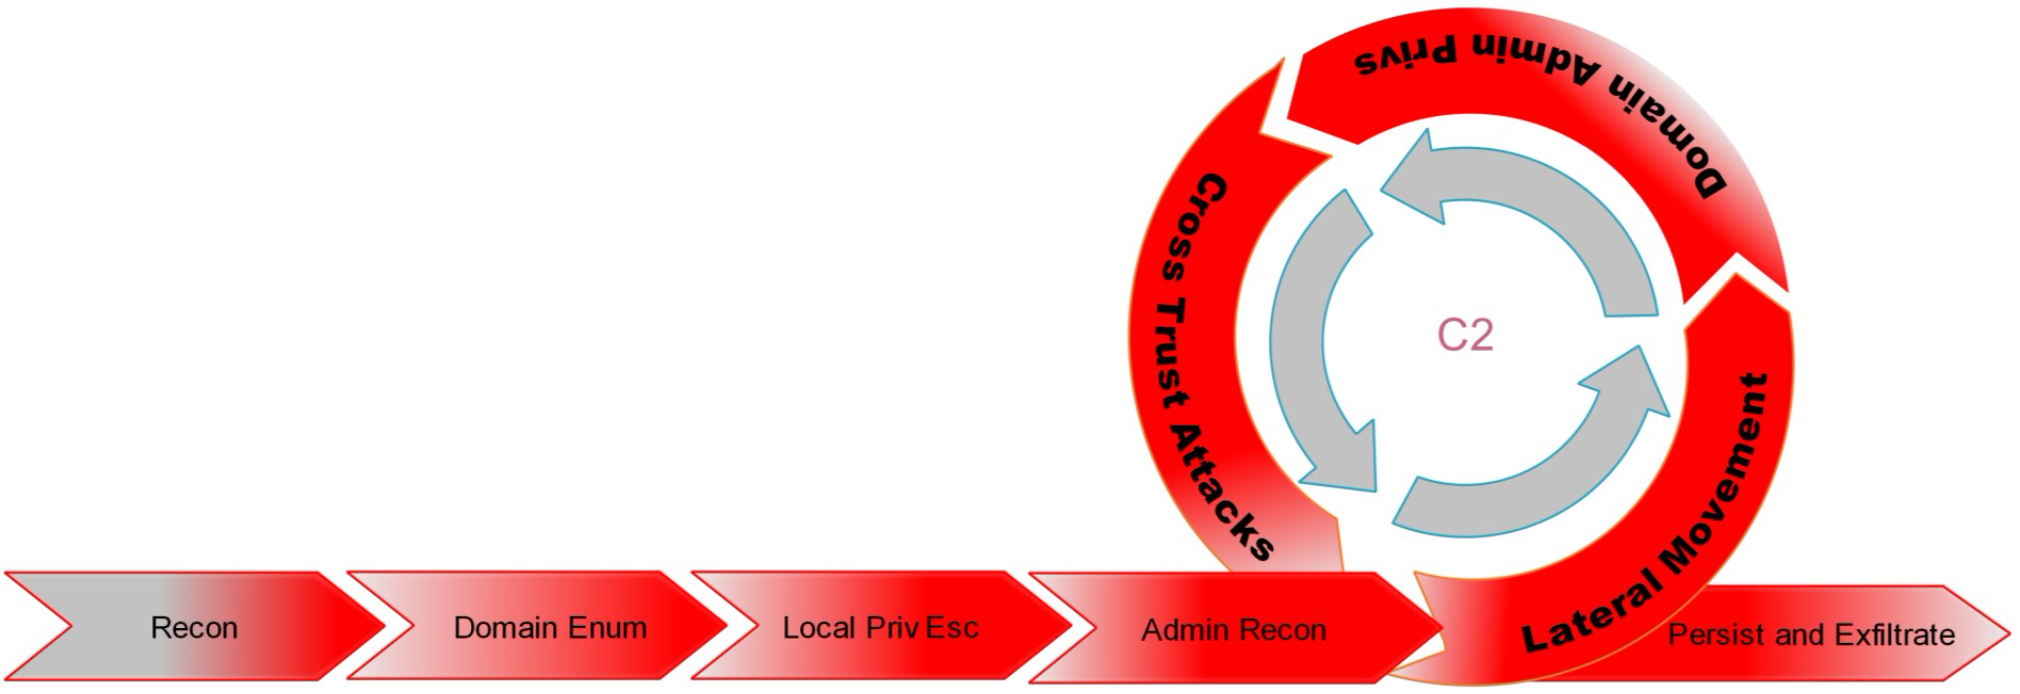 Domain Admin Privs
Cross Trust Attacks
C2
Lateral Movement
Recon
Domain Enum
Local Priv Esc
Admin Recon
Persist and Exfiltrate